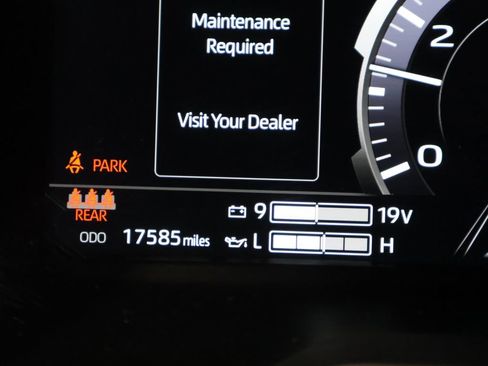 Maintenance
Required
Visit Your Dealer
2
0
PARK
REAR
9 19V
ODO 17585 miles
L H